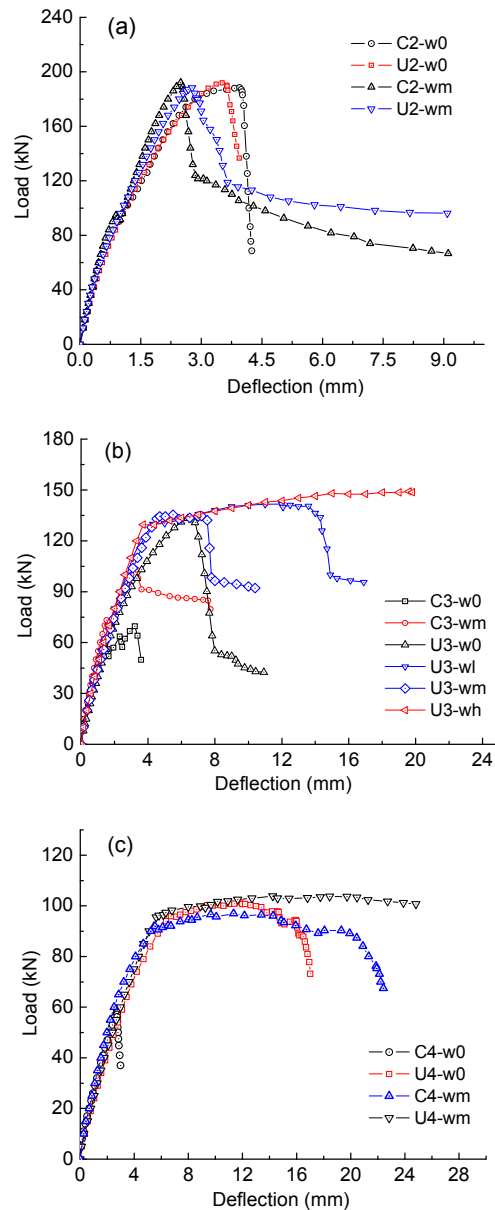 (a)
C2-w0
U2-w0
C2-wm
U2-wm
Load (kN)
240
200
160
120
80
40
0
0.0 1.5 3.0 4.5 6.0 7.5 9.0
Deflection (mm)
(b)
C3-w0
C3-wm
U3-w0
U3-wl
U3-wm
U3-wh
Load (kN)
180
150
120
90
60
30
0
0 4 8 12 16 20 24
Deflection (mm)
(c)
C4-w0
U4-w0
C4-wm
U4-wm
Load (kN)
120
100
80
60
40
20
0
0 4 8 12 16 20 24 28
Deflection (mm)